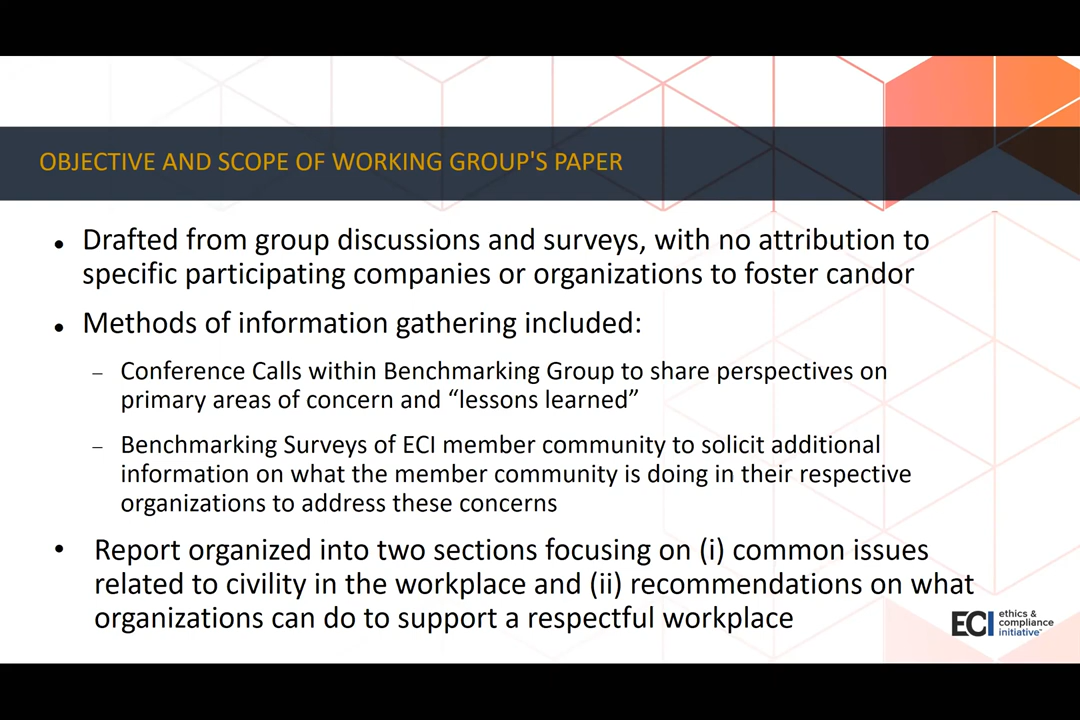 OBJECTIVE AND SCOPE OF WORKING GROUP'S PAPER
• Drafted from group discussions and surveys, with no attribution to
specific participating companies or organizations to foster candor
• Methods of information gathering included:
– Conference Calls within Benchmarking Group to share perspectives on
primary areas of concern and “lessons learned”
– Benchmarking Surveys of ECI member community to solicit additional
information on what the member community is doing in their respective
organizations to address these concerns
• Report organized into two sections focusing on (i) common issues
related to civility in the workplace and (ii) recommendations on what
organizations can do to support a respectful workplace
ECI ethics &
compliance
initiative™